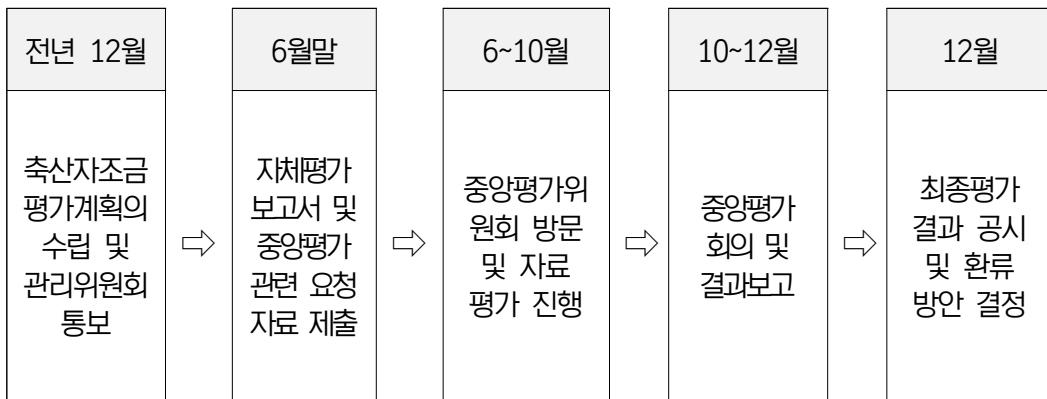 전년 12월
축산자조금
평가계획의
수립 및
관리위원회
통보
⇨
6월말
자체평가
보고서 및
중앙평가
관련 요청
자료 제출
⇨
6~10월
중앙평가위
원회 방문
및 자료
평가 진행
⇨
10~12월
중앙평가
회의 및
결과보고
⇨
12월
최종평가
결과 공시
및 환류
방안 결정